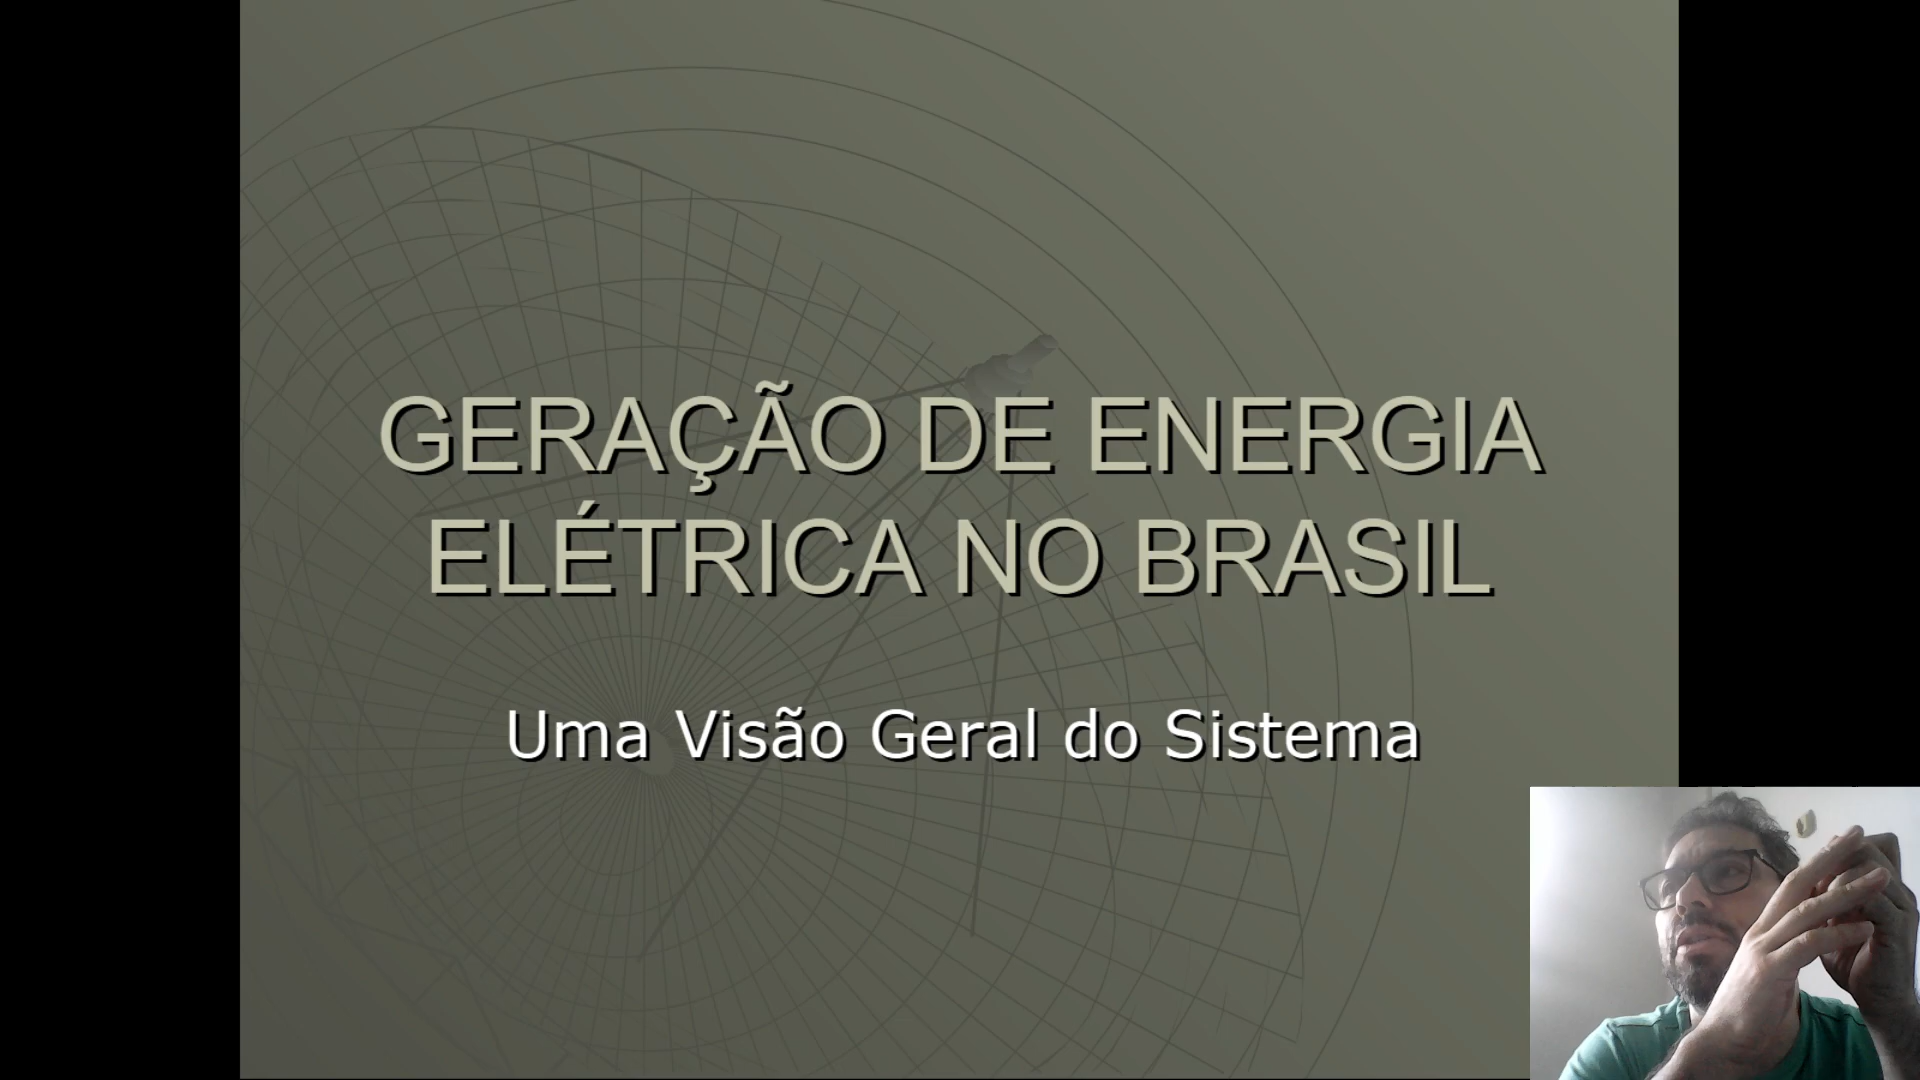 GERAÇÃO DE ENERGIA
ELÉTRICA NO BRASIL
Uma Visão Geral do Sistema